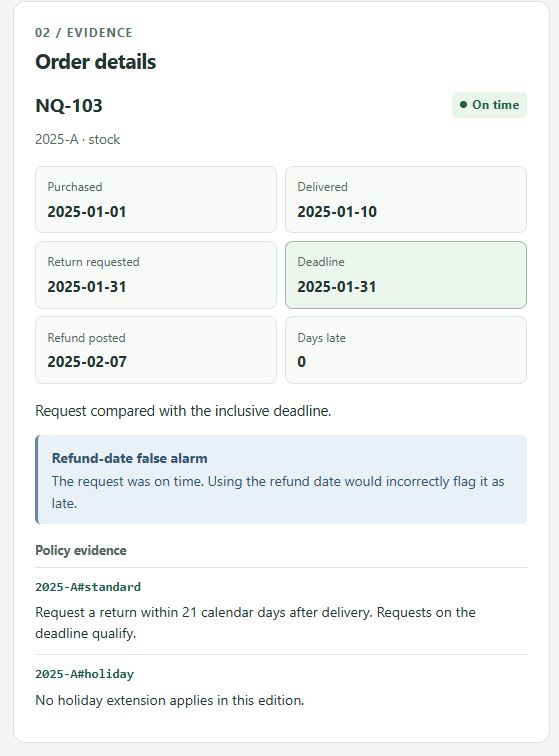 02 / EVIDENCE
Order details
NQ-103
On time
2025-A · stock
Purchased
2025-01-01
Delivered
2025-01-10
Return requested
2025-01-31
Deadline
2025-01-31
Refund posted
2025-02-07
Days late
0
Request compared with the inclusive deadline.
Refund-date false alarm
The request was on time. Using the refund date would incorrectly flag it as
late.
Policy evidence
2025-A#standard
Request a return within 21 calendar days after delivery. Requests on the
deadline qualify.
2025-A#holiday
No holiday extension applies in this edition.